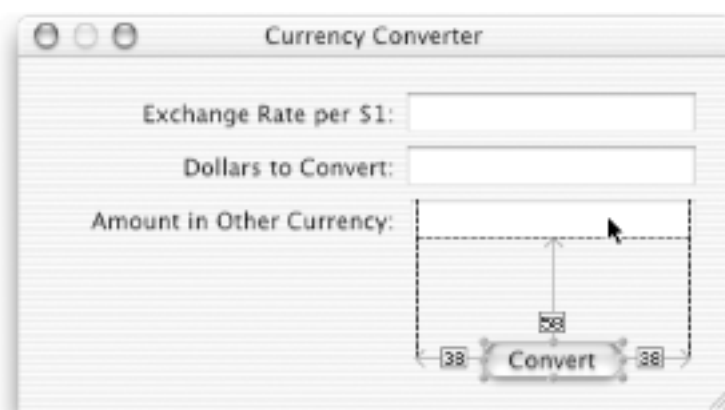 Currency Converter
Exchange Rate per $1:
Dollars to Convert:
Amount in Other Currency:
58
38 Convert 38